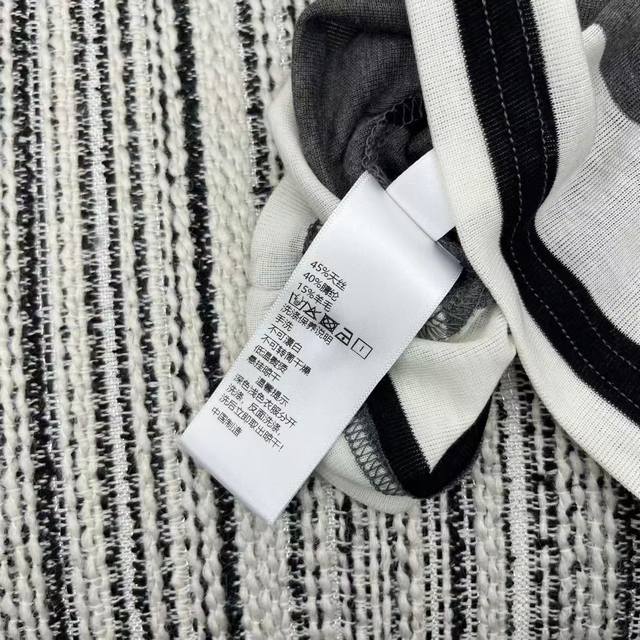 45%天丝
40%腈纶
15%羊毛
洗涤保养说明
手洗
不可漂白
不可转笼干燥
低温熨烫
悬挂晾干
温馨提示
深色浅色衣服分开
洗涤，反面洗涤
洗后立即取出晾干!
中国制造